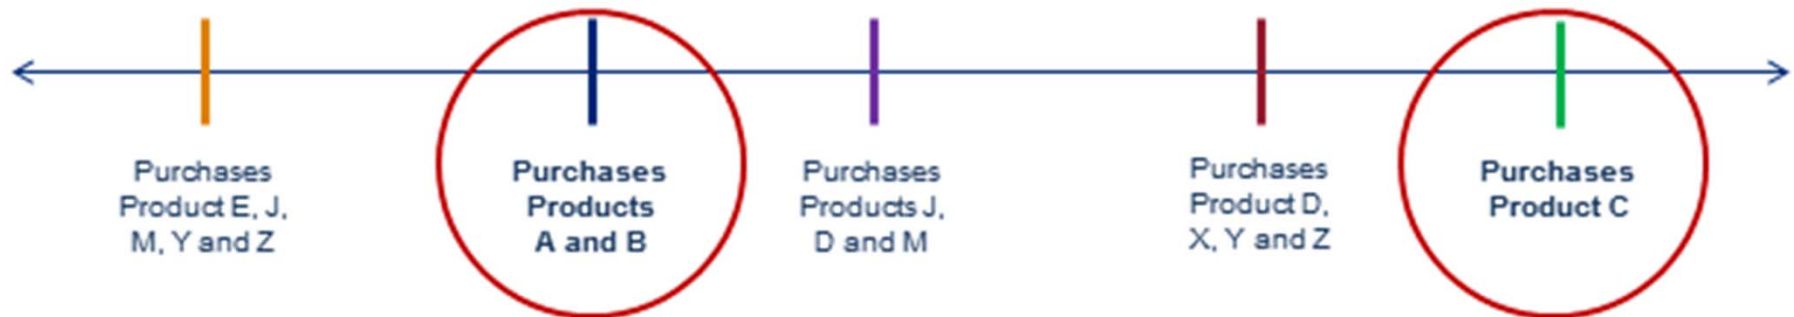 Purchases
Product E, J,
M, Y and Z
Purchases
Products
A and B
Purchases
Products J,
D and M
Purchases
Product D,
X, Y and Z
Purchases
Product C